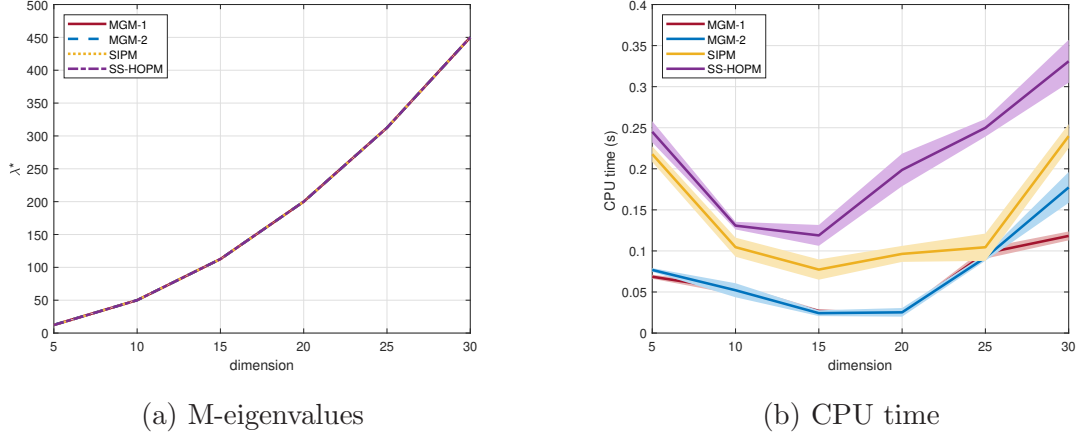 500
450
400
350
300
250
200
150
100
50
0
λ*
5 10 15 20 25 30
dimension
MGM-1
MGM-2
SIPM
SS-HOPM
(a) M-eigenvalues
0.4
0.35
0.3
0.25
0.2
0.15
0.1
0.05
0
CPU time (s)
5 10 15 20 25 30
dimension
MGM-1
MGM-2
SIPM
SS-HOPM
(b) CPU time